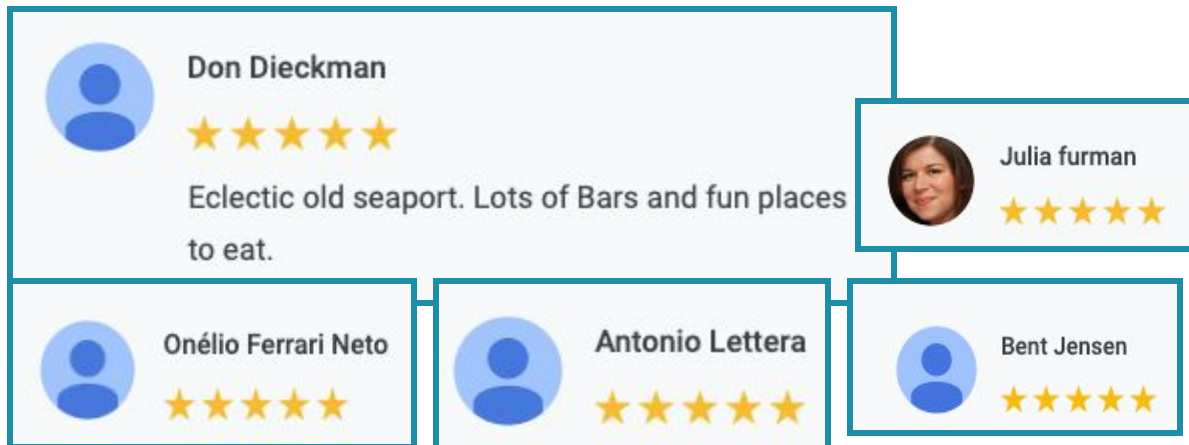 Don Dieckman
Eclectic old seaport. Lots of Bars and fun places
to eat.
Julia furman
Onélio Ferrari Neto
Antonio Lettera
Bent Jensen